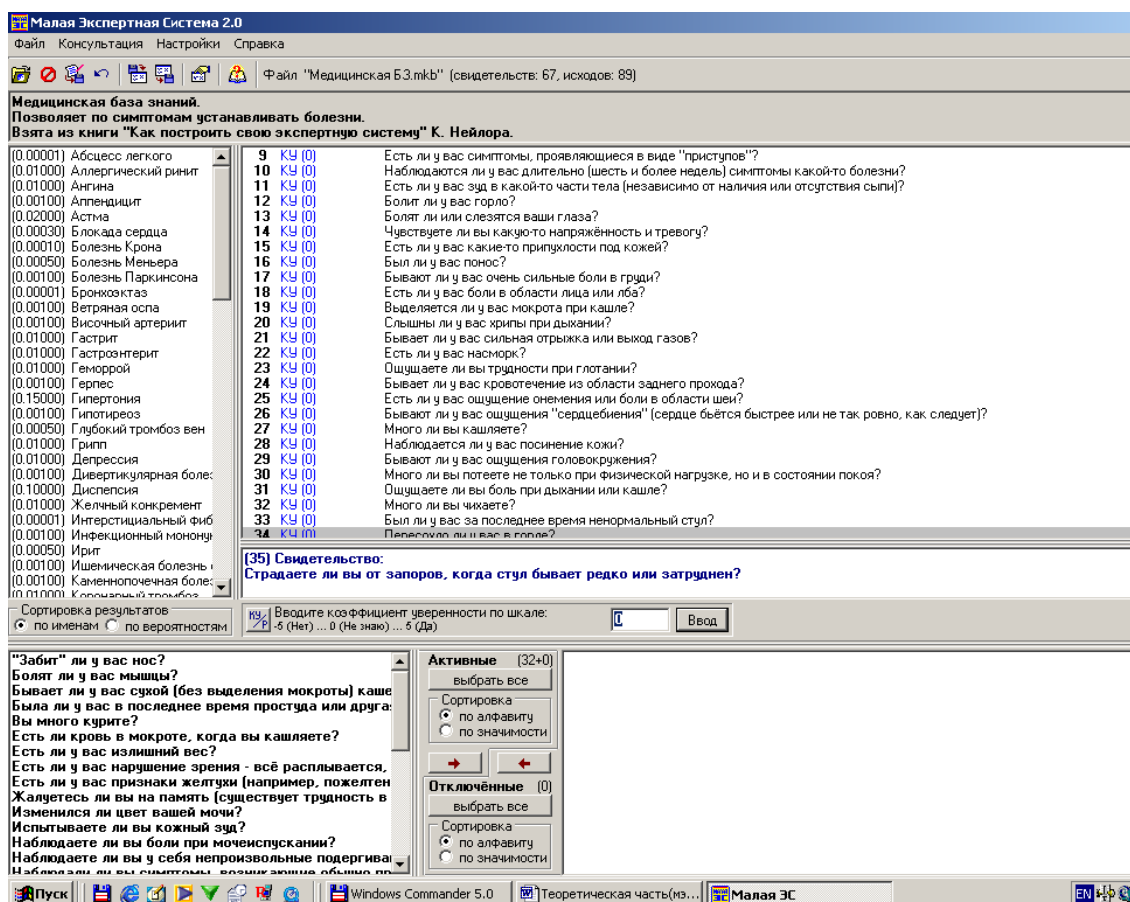 Малая Экспертная Система 2.0
Файл Консультация Настройки Справка
Файл "Медицинская БЗ.mkb" (свидетельств: 67, исходов: 89)
Медицинская база знаний.
Позволяет по симптомам устанавливать болезни.
Взята из книги "Как построить свою экспертную систему" К. Нейлора.
(0.00001) Абсцесс легкого
(0.01000) Аллергический ринит
(0.01000) Ангина
(0.00100) Аппендицит
(0.02000) Астма
(0.00030) Блокада сердца
(0.00010) Болезнь Крона
(0.00050) Болезнь Меньера
(0.00100) Болезнь Паркинсона
(0.00001) Бронхоэктаз
(0.00100) Ветряная оспа
(0.00100) Височный артериит
(0.01000) Гастрит
(0.01000) Гастроэнтерит
(0.01000) Геморрой
(0.00100) Герпес
(0.15000) Гипертония
(0.00100) Гипотиреоз
(0.00050) Глубокий тромбоз вен
(0.01000) Грипп
(0.01000) Депрессия
(0.00100) Дивертикулярная болез
(0.10000) Диспепсия
(0.01000) Желчный конкремент
(0.00001) Интерстициальный фиб
(0.00100) Инфекционный монону
(0.00050) Ирит
(0.00100) Ишемическая болезнь
(0.00100) Каменнопочечная болез
(0.01000) Коронарный тромбоз
9 КУ (0) Есть ли у вас симптомы, проявляющиеся в виде "приступов"?
10 КУ (0) Наблюдаются ли у вас длительно (шесть и более недель) симптомы какой-то болезни?
11 КУ (0) Есть ли у вас зуд в какой-то части тела (независимо от наличия или отсутствия сыпи)?
12 КУ (0) Болит ли у вас горло?
13 КУ (0) Болят ли или слезятся ваши глаза?
14 КУ (0) Чувствуете ли вы какую-то напряжённость и тревогу?
15 КУ (0) Есть ли у вас какие-то припухлости под кожей?
16 КУ (0) Был ли у вас понос?
17 КУ (0) Бывают ли у вас очень сильные боли в груди?
18 КУ (0) Есть ли у вас боли в области лица или лба?
19 КУ (0) Выделяется ли у вас мокрота при кашле?
20 КУ (0) Слышны ли у вас хрипы при дыхании?
21 КУ (0) Бывает ли у вас сильная отрыжка или выход газов?
22 КУ (0) Есть ли у вас насморк?
23 КУ (0) Ощущаете ли вы трудности при глотании?
24 КУ (0) Бывает ли у вас кровотечение из области заднего прохода?
25 КУ (0) Есть ли у вас ощущение онемения или боли в области шеи?
26 КУ (0) Бывают ли у вас ощущения "сердцебиения" (сердце бьётся быстрее или не так ровно, как следует)?
27 КУ (0) Много ли вы кашляете?
28 КУ (0) Наблюдается ли у вас посинение кожи?
29 КУ (0) Бывают ли у вас ощущения головокружения?
30 КУ (0) Много ли вы потеете не только при физической нагрузке, но и в состоянии покоя?
31 КУ (0) Ощущаете ли вы боль при дыхании или кашле?
32 КУ (0) Много ли вы чихаете?
33 КУ (0) Был ли у вас за последнее время ненормальный стул?
34 КУ (0) Пересохло ли у вас в горле?
(35) Свидетельство:
Страдаете ли вы от запоров, когда стул бывает редко или затруднен?
Сортировка результатов
по именам по вероятностям
КУ/Р
Вводите коэффициент уверенности по шкале:
-5 (Нет) ... 0 (Не знаю) ... 5 (Да)
0
Ввод
"Забит" ли у вас нос?
Болят ли у вас мышцы?
Бывает ли у вас сухой (без выделения мокроты) каше
Была ли у вас в последнее время простуда или другая
Вы много курите?
Есть ли кровь в мокроте, когда вы кашляете?
Есть ли у вас излишний вес?
Есть ли у вас нарушение зрения - всё расплывается,
Есть ли у вас признаки желтухи (например, пожелтен
Жалуетесь ли вы на память (существует трудность в
Изменился ли цвет вашей мочи?
Испытываете ли вы кожный зуд?
Наблюдаете ли вы боли при мочеиспускании?
Наблюдаете ли вы у себя непроизвольные подергива
Наблюдали ли вы симптомы, возникающие обычно пр
Активные (32+0)
выбрать все
Сортировка
по алфавиту
по значимости
Отключённые (0)
выбрать все
Сортировка
по алфавиту
по значимости
Пуск
Windows Commander 5.0
Теоретическая часть(мэ...
Малая ЭС
EN